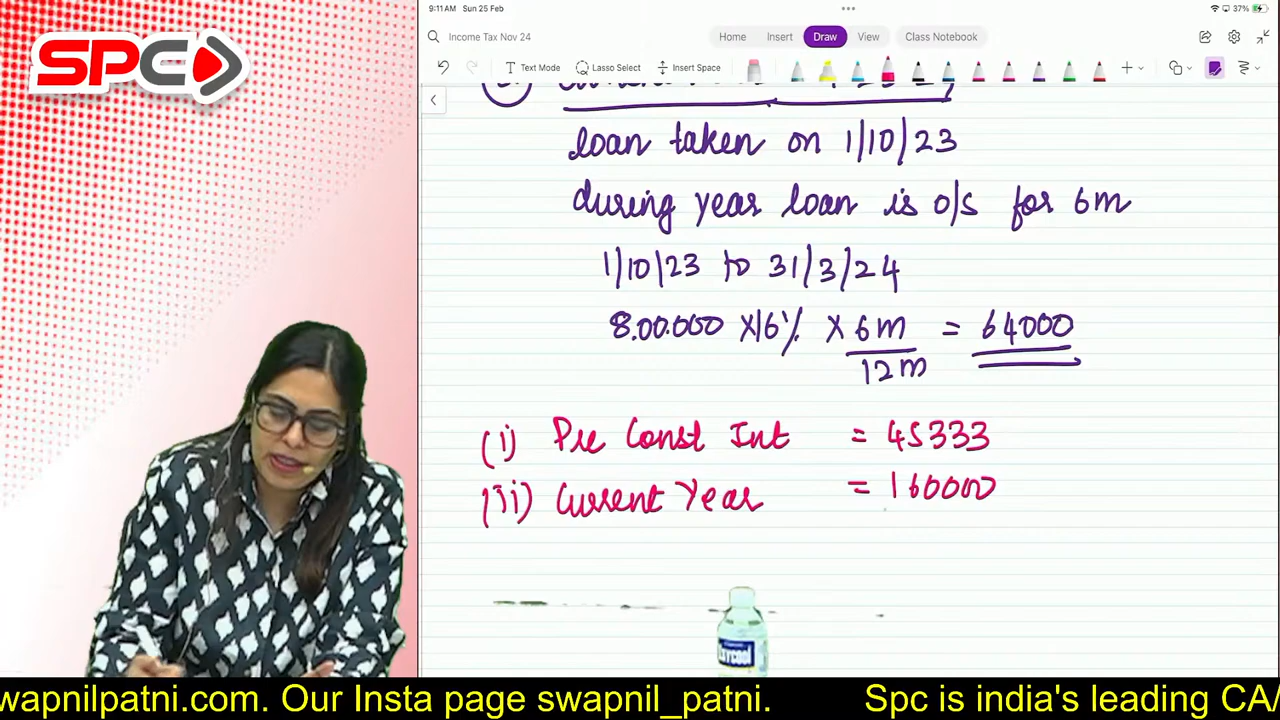 SPC
9:11AM Sun 25 Feb
37%
Income Tax Nov 24
Home Insert Draw View Class Notebook
Text Mode Lasso Select Insert Space
loan taken on 1/10/23
during year loan is o/s for 6m
1/10/23 to 31/3/24
8.00.000 X16% X 6m = 64000
12m
(i) Pre Const Int = 45333
(ii) Current Year = 160000
wapnilpatni.com. Our Insta page swapnil_patni. Spc is india's leading CA/